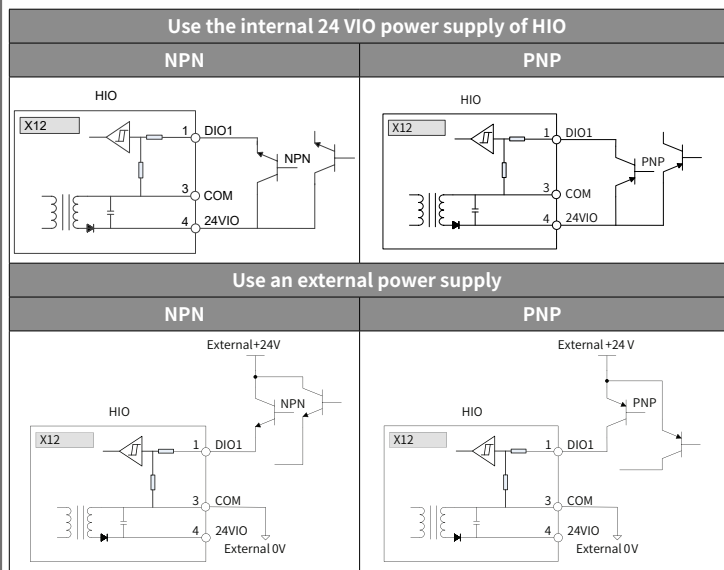 Use the internal 24 VIO power supply of HIO
NPN
PNP
HIO
X12
1
DIO1
NPN
3
COM
4
24VIO
HIO
X12
1
DIO1
PNP
3
COM
4
24VIO
Use an external power supply
NPN
PNP
External+24V
NPN
HIO
X12
1
DIO1
3
COM
4
24VIO
External 0V
External +24 V
PNP
HIO
X12
1
DIO1
3
COM
4
24VIO
External 0V